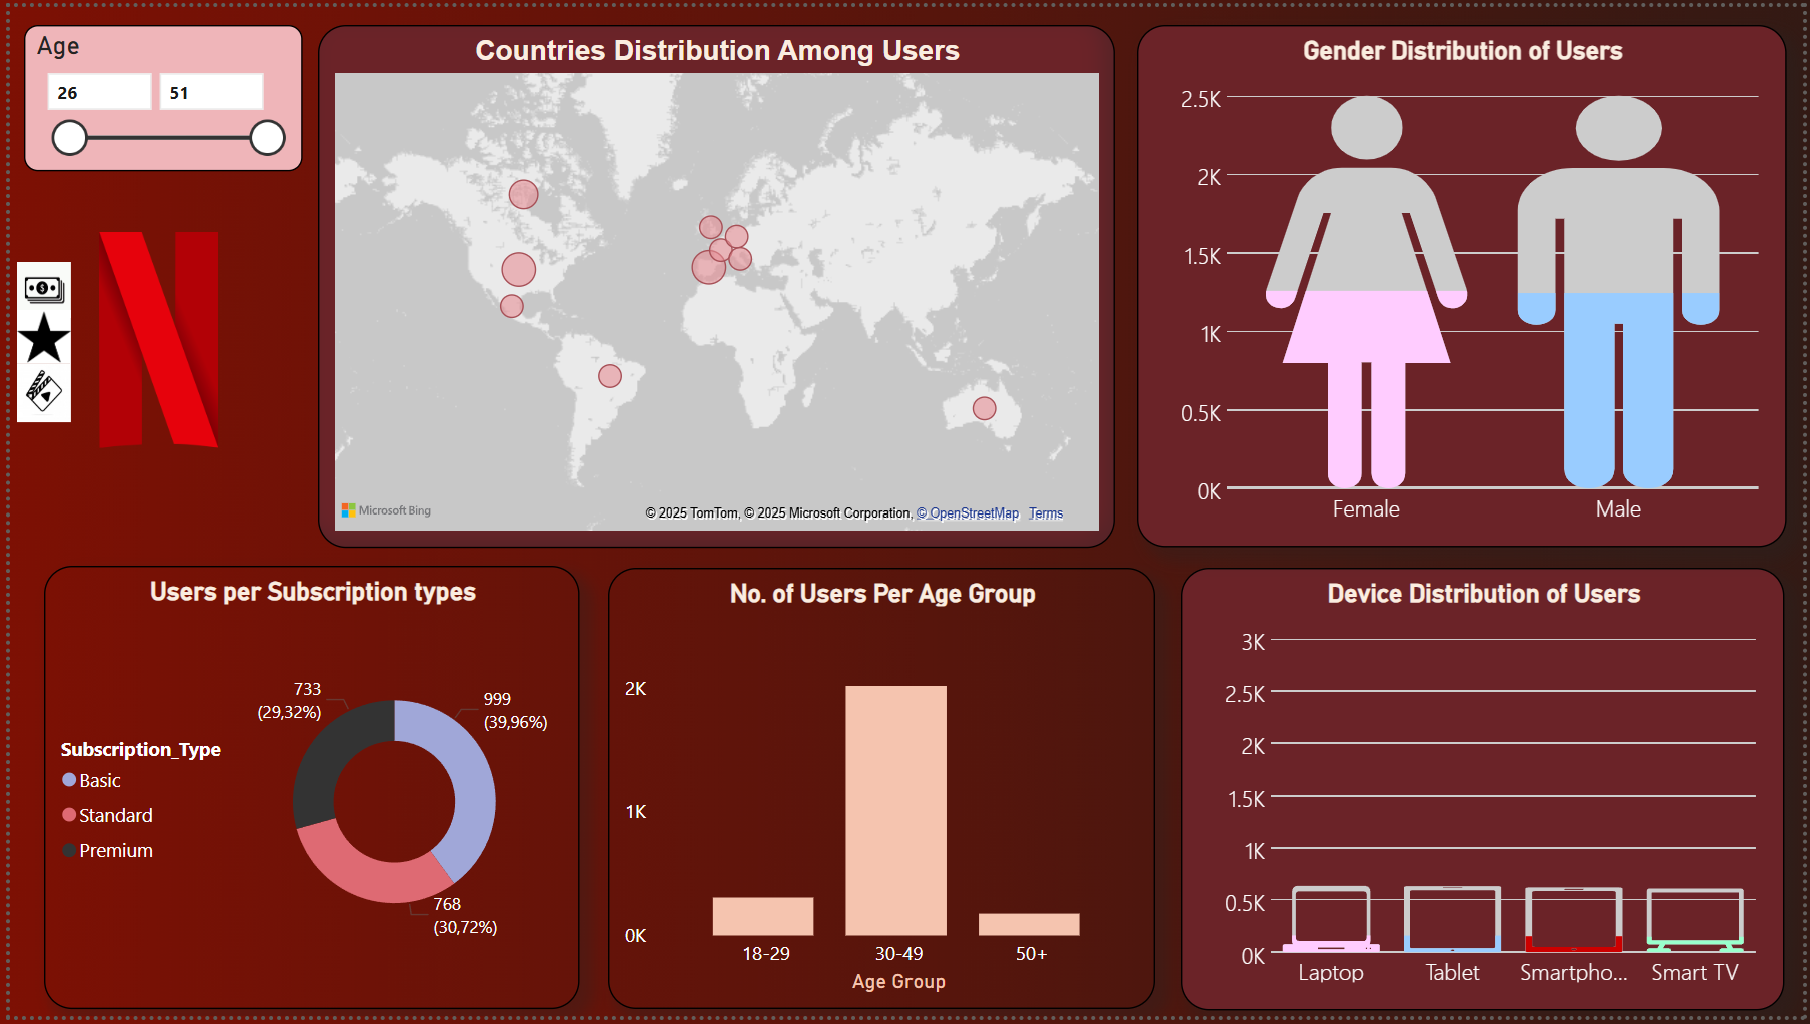 Age
26
51
Countries Distribution Among Users
Microsoft Bing
© 2025 TomTom, © 2025 Microsoft Corporation, © OpenStreetMap Terms
Gender Distribution of Users
2.5K
2K
1.5K
1K
0.5K
0K
Female
Male
Users per Subscription types
733
(29,32%)
999
(39,96%)
Subscription_Type
Basic
Standard
Premium
768
(30,72%)
No. of Users Per Age Group
2K
1K
0K
18-29
30-49
50+
Age Group
Device Distribution of Users
3K
2.5K
2K
1.5K
1K
0.5K
0K
Laptop
Tablet
Smartpho...
Smart TV